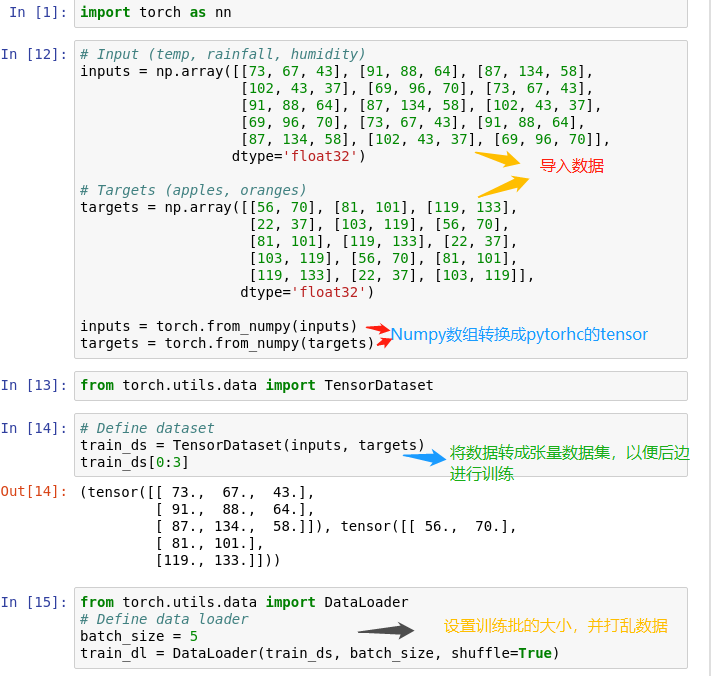 In [1]: import torch as nn
In [12]: # Input (temp, rainfall, humidity)
inputs = np.array([[73, 67, 43], [91, 88, 64], [87, 134, 58],
[102, 43, 37], [69, 96, 70], [73, 67, 43],
[91, 88, 64], [87, 134, 58], [102, 43, 37],
[69, 96, 70], [73, 67, 43], [91, 88, 64],
[87, 134, 58], [102, 43, 37], [69, 96, 70]],
dtype='float32')
导入数据
# Targets (apples, oranges)
targets = np.array([[56, 70], [81, 101], [119, 133],
[22, 37], [103, 119], [56, 70],
[81, 101], [119, 133], [22, 37],
[103, 119], [56, 70], [81, 101],
[119, 133], [22, 37], [103, 119]],
dtype='float32')
inputs = torch.from_numpy(inputs)
targets = torch.from_numpy(targets)
Numpy数组转换成pytorhc的tensor
In [13]: from torch.utils.data import TensorDataset
In [14]: # Define dataset
train_ds = TensorDataset(inputs, targets)
train_ds[0:3]
将数据转成张量数据集，以便后边
进行训练
Out[14]: (tensor([[ 73.,  67.,  43.],
[ 91.,  88.,  64.],
[ 87., 134.,  58.]]), tensor([[ 56.,  70.],
[ 81., 101.],
[119., 133.]]))
In [15]: from torch.utils.data import DataLoader
# Define data loader
batch_size = 5
train_dl = DataLoader(train_ds, batch_size, shuffle=True)
设置训练批的大小，并打乱数据